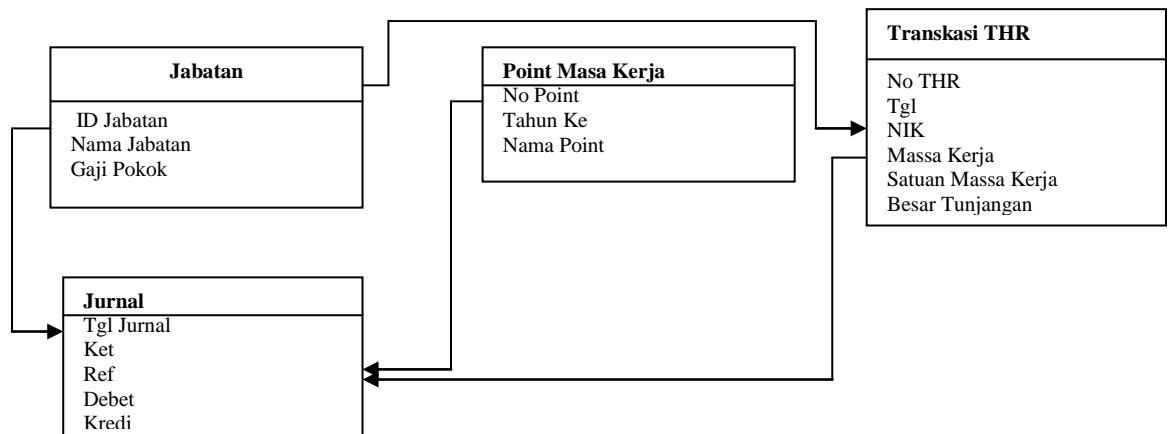 Jabatan
ID Jabatan
Nama Jabatan
Gaji Pokok
Point Masa Kerja
No Point
Tahun Ke
Nama Point
Transkasi THR
No THR
Tgl
NIK
Massa Kerja
Satuan Massa Kerja
Besar Tunjangan
Jurnal
Tgl Jurnal
Ket
Ref
Debet
Kredi